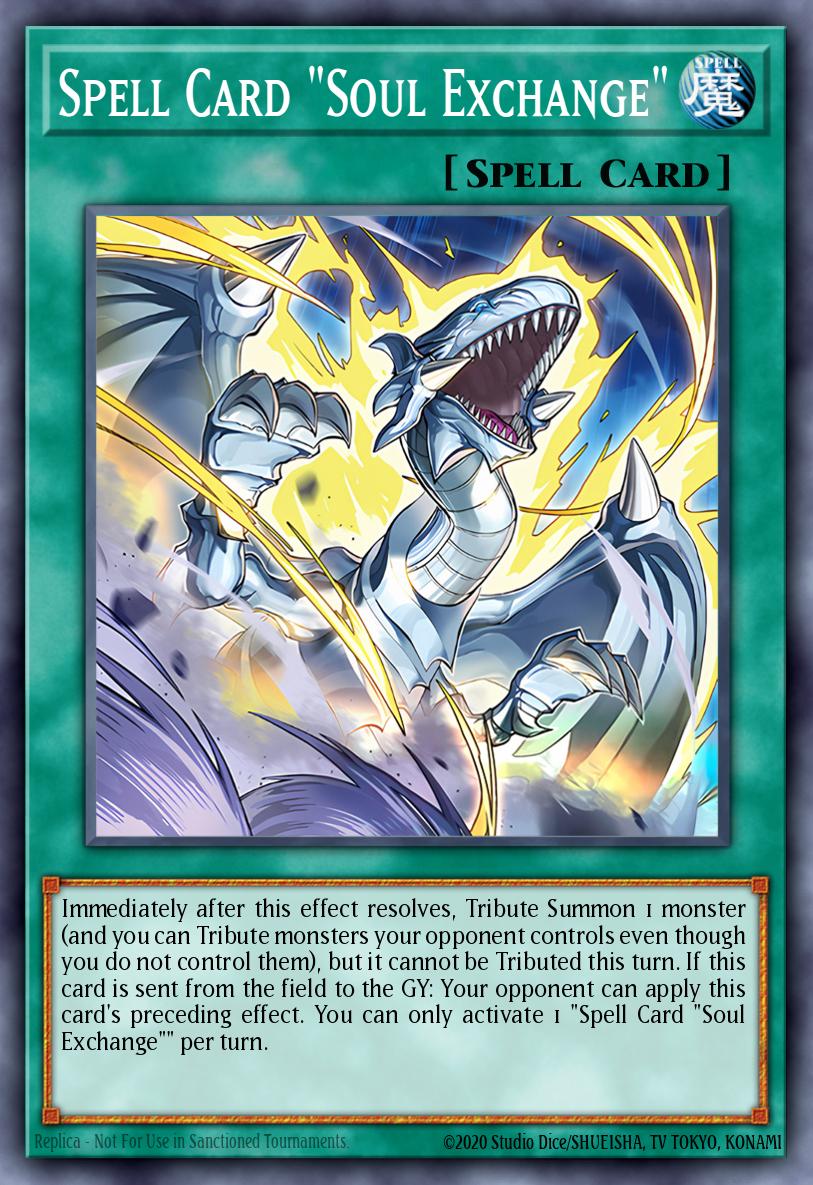 Spell Card "Soul Exchange"
SPELL
魔
[Spell Card]
Immediately after this effect resolves, Tribute Summon 1 monster
(and you can Tribute monsters your opponent controls even though
you do not control them), but it cannot be Tributed this turn. If this
card is sent from the field to the GY: Your opponent can apply this
card's preceding effect. You can only activate 1 "Spell Card "Soul
Exchange"" per turn.
Replica - Not For Use in Sanctioned Tournaments.
©2020 Studio Dice/SHUEISHA, TV TOKYO, KONAMI